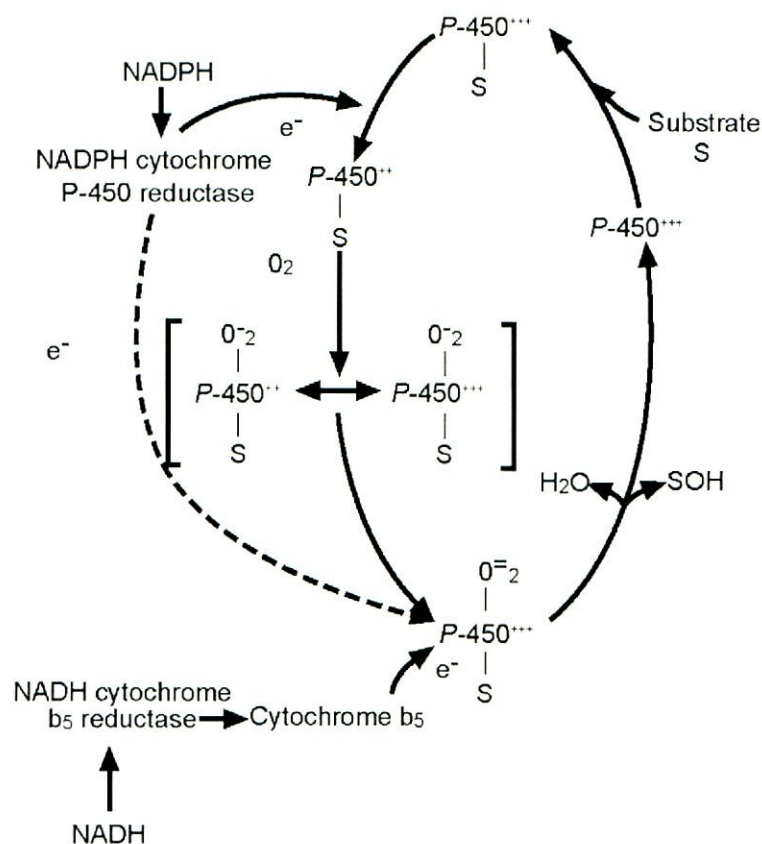 P-450+++
S
NADPH
e-
Substrate
S
NADPH cytochrome
P-450 reductase
P-450++
S
P-450+++
O2
e-
O-2
P-450++
S
O-2
P-450+++
S
H2O
SOH
O=2
P-450+++
e-
S
NADH cytochrome
b5 reductase
Cytochrome b5
NADH